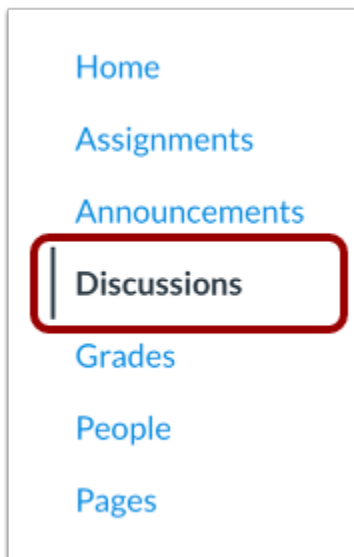 Home
Assignments
Announcements
Discussions
Grades
People
Pages